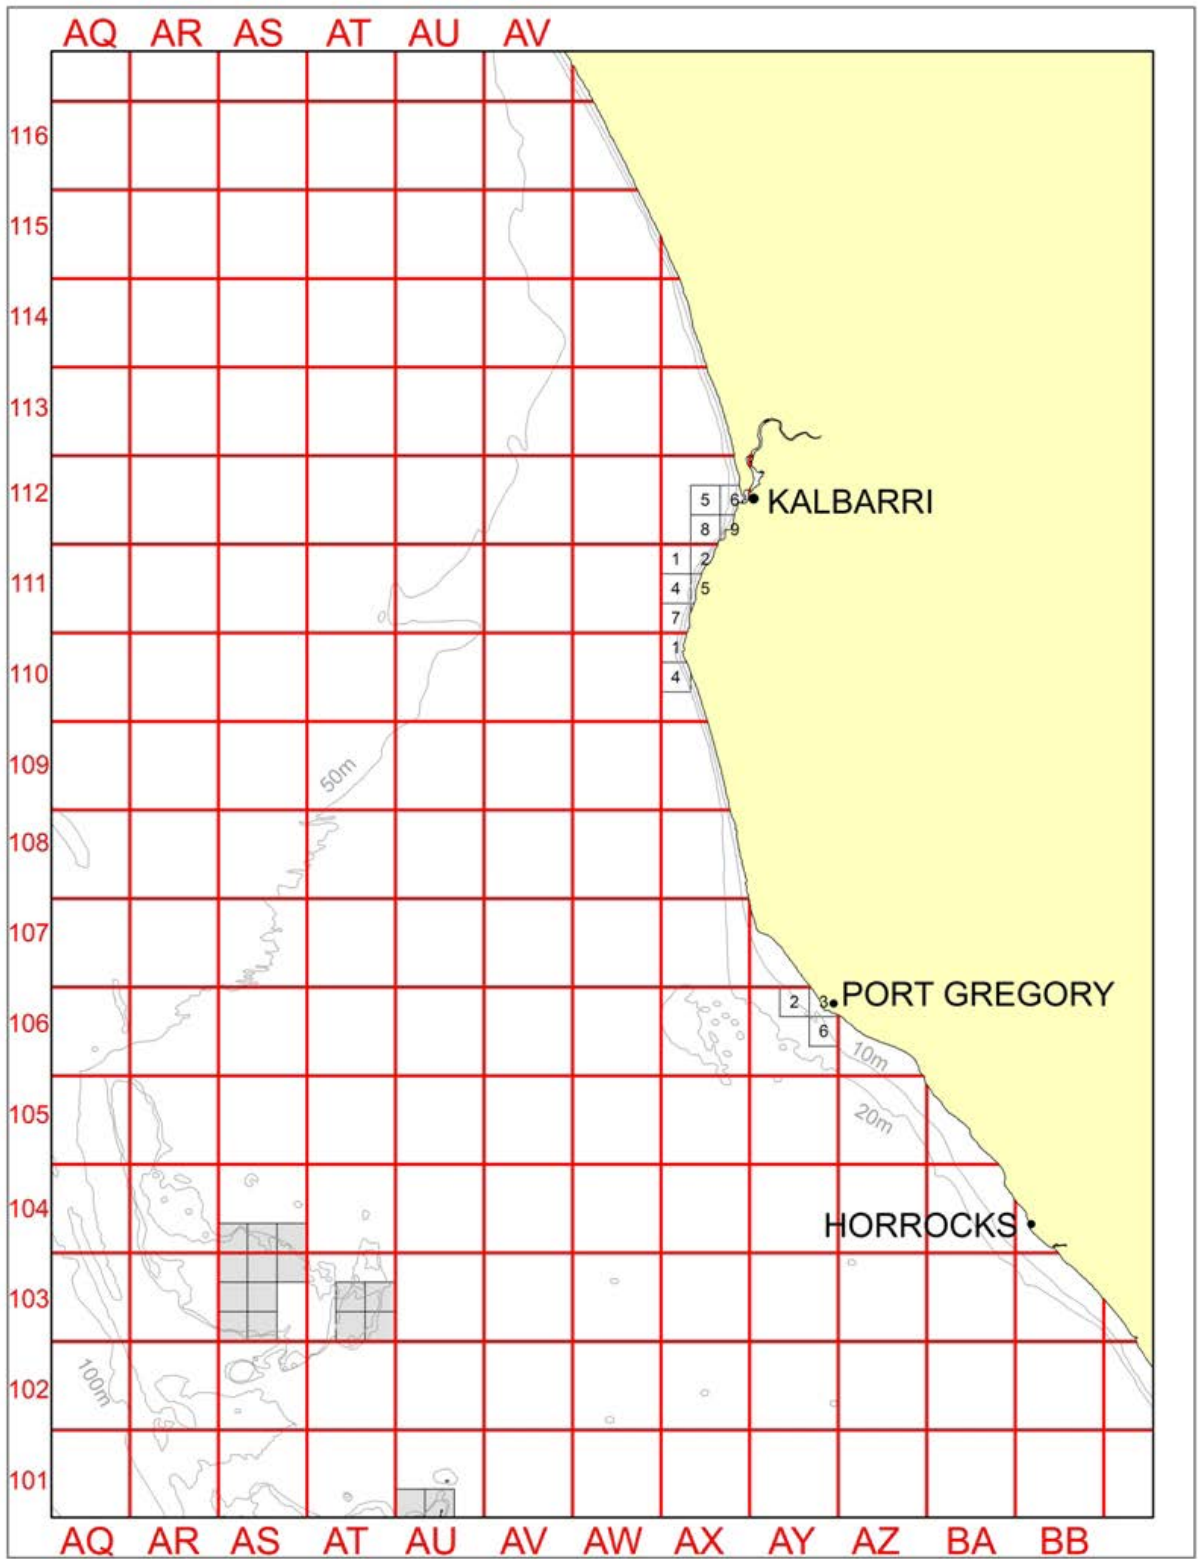 AQ AR AS AT AU AV
116
115
114
113
112
5 6 KALBARRI
8 9
1 2
111
4 5
7
1
110
4
109
50m
108
107
PORT GREGORY
2 3
106
6
10m
105
20m
104
HORROCKS
103
102
100m
101
AQ AR AS AT AU AV AW AX AY AZ BA BB